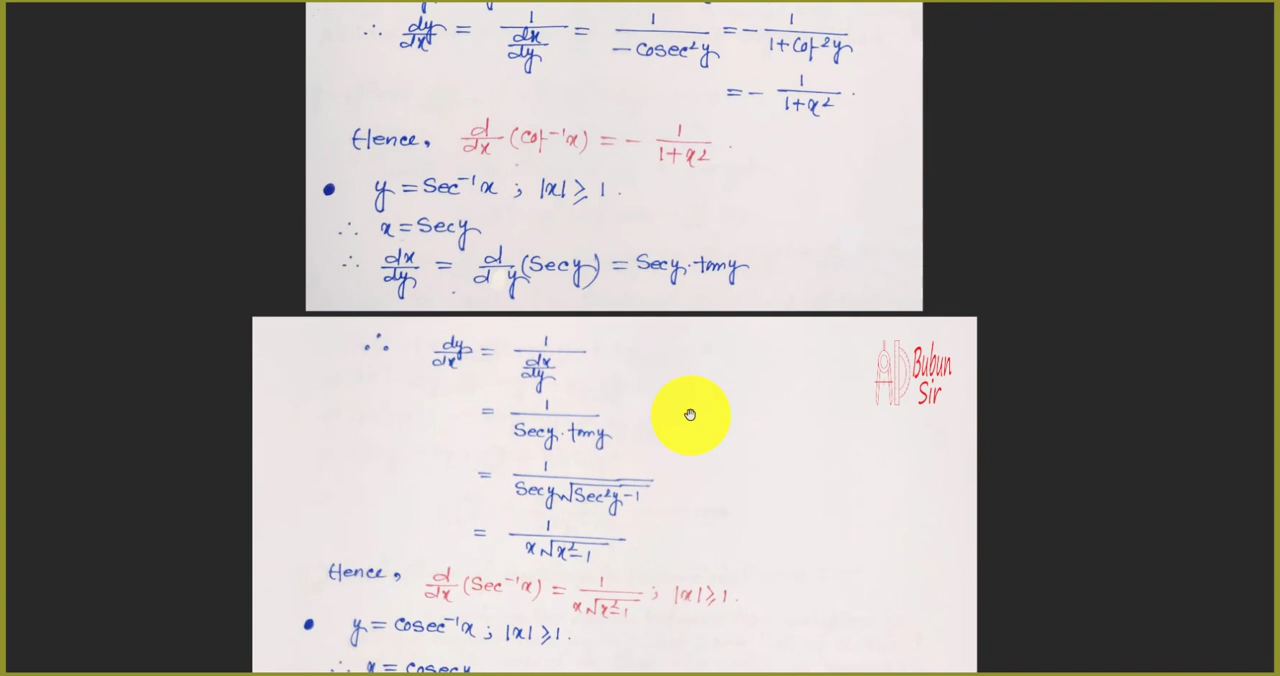 ∴ dy/dx = 1/(dx/dy) = 1/(-cosec²y) = - 1/(1+cot²y)
= - 1/(1+x²).
Hence, d/dx (cot⁻¹x) = - 1/(1+x²).
• y = Sec⁻¹x ; |x| ≥ 1.
∴ x = Secy
∴ dx/dy = d/dy (Secy) = Secy·tany
∴ dy/dx = 1/(dx/dy)
Bubun
Sir
= 1/(Secy·tany)
= 1/(Secy√(Sec²y-1))
= 1/(x√(x²-1))
Hence, d/dx (Sec⁻¹x) = 1/(x√(x²-1)) ; |x| ≥ 1.
• y = cosec⁻¹x ; |x| ≥ 1.
∴ x = cosecy